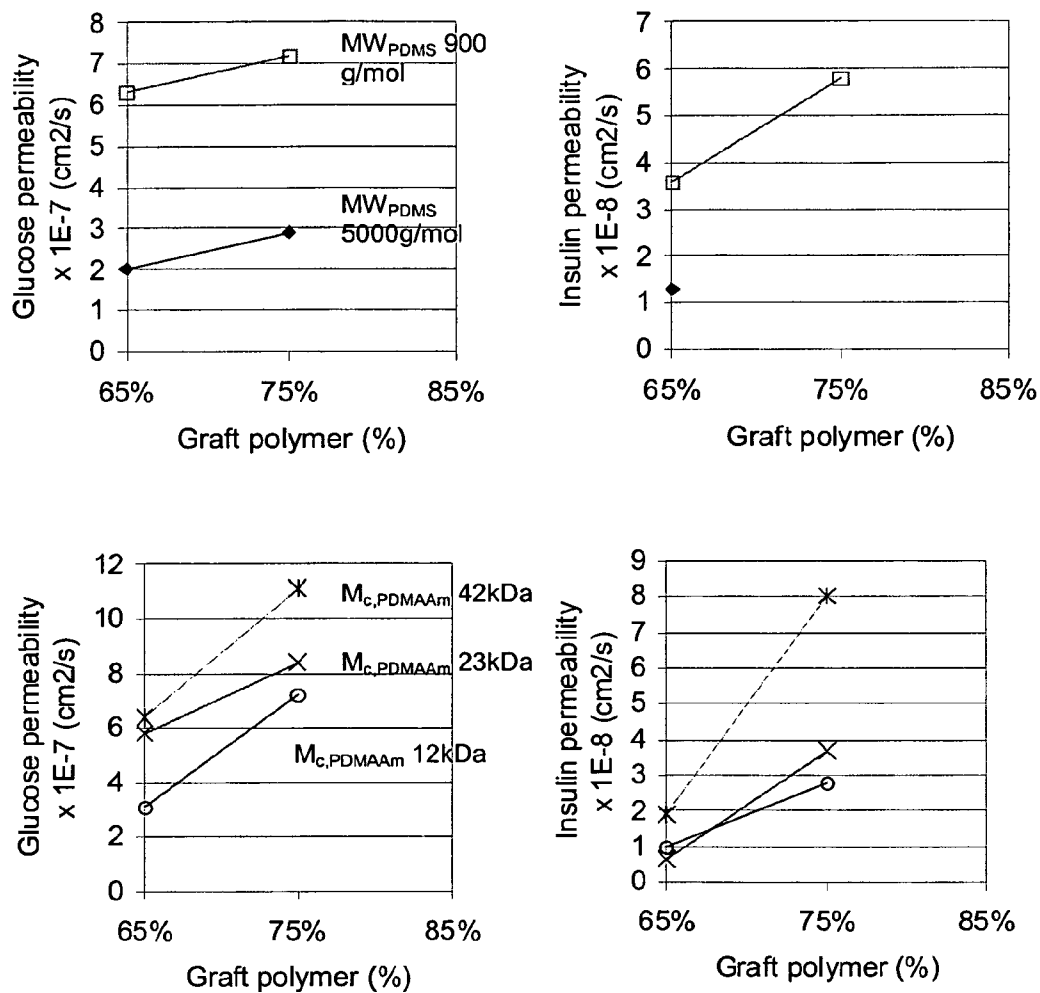 Glucose permeability
x 1E-7 (cm2/s)
8
7
6
5
4
3
2
1
0
MWPDMS 900
g/mol
MWPDMS
5000g/mol
65% 75% 85%
Graft polymer (%)
Insulin permeability
x 1E-8 (cm2/s)
7
6
5
4
3
2
1
0
65% 75% 85%
Graft polymer (%)
Glucose permeability
x 1E-7 (cm2/s)
12
10
8
6
4
2
0
Mc,PDMAAm 42kDa
Mc,PDMAAm 23kDa
Mc,PDMAAm 12kDa
65% 75% 85%
Graft polymer (%)
Insulin permeability
x 1E-8 (cm2/s)
9
8
7
6
5
4
3
2
1
0
65% 75% 85%
Graft polymer (%)